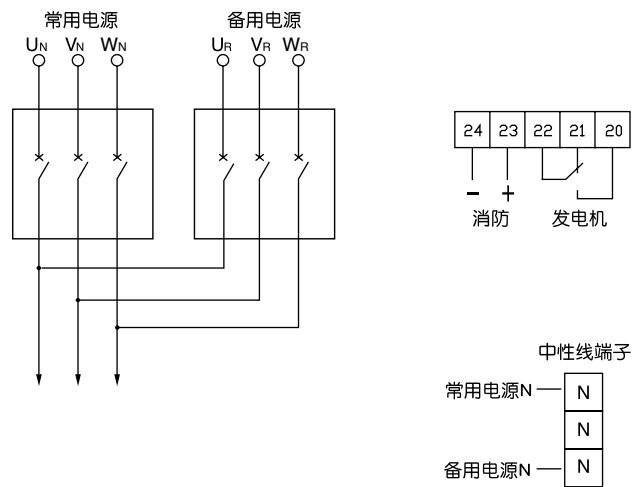 常用电源
备用电源
UN VN WN
UR VR WR
24 23 22 21 20
− +
消防 发电机
中性线端子
常用电源N N
N
备用电源N N